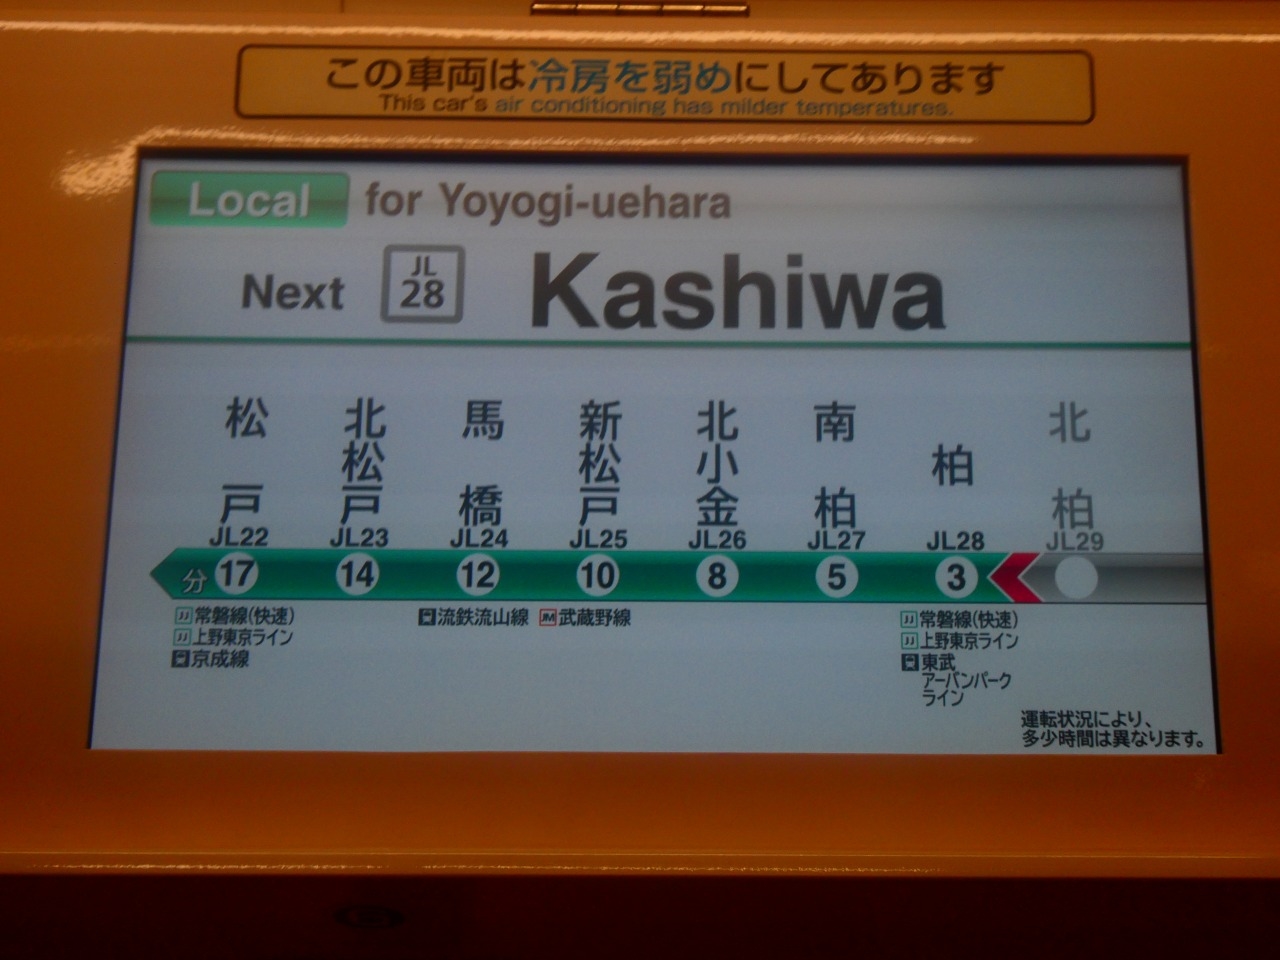 この車両は冷房を弱めにしてあります
This car's air conditioning has milder temperatures.
Local for Yoyogi-uehara
Next JL 28 Kashiwa
松戸 北松戸 馬橋 新松戸 北小金 南柏 柏 北柏
JL22 JL23 JL24 JL25 JL26 JL27 JL28 JL29
分 17 14 12 10 8 5 3
JJ 常磐線(快速) 流鉄流山線 JM 武蔵野線 JJ 常磐線(快速)
JJ 上野東京ライン JJ 上野東京ライン
京成線 東武
アーバンパーク
ライン
運転状況により、
多少時間は異なります。